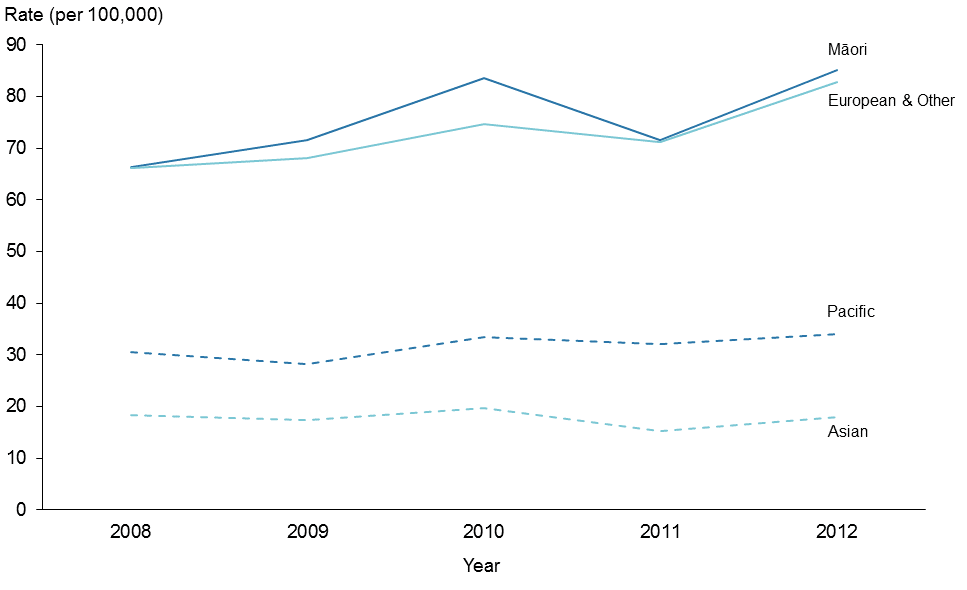 Rate (per 100,000)
90
80
70
60
50
40
30
20
10
0
Māori
European & Other
Pacific
Asian
2008 2009 2010 2011 2012
Year